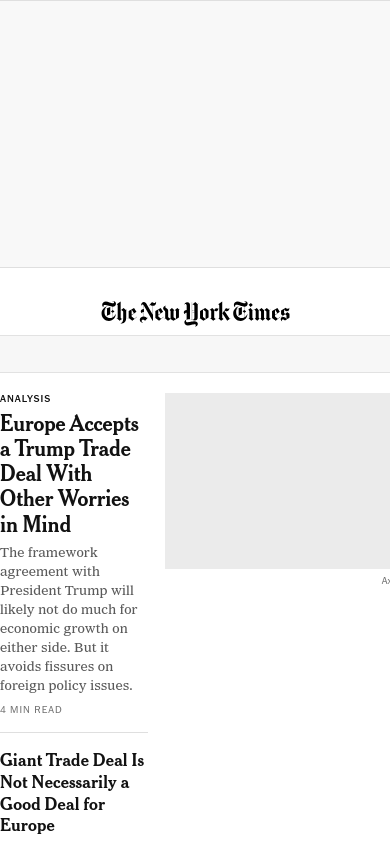 The New York Times
ANALYSIS
Europe Accepts
a Trump Trade
Deal With
Other Worries
in Mind
The framework
agreement with
President Trump will
likely not do much for
economic growth on
either side. But it
avoids fissures on
foreign policy issues.
4 MIN READ
Giant Trade Deal Is
Not Necessarily a
Good Deal for
Europe